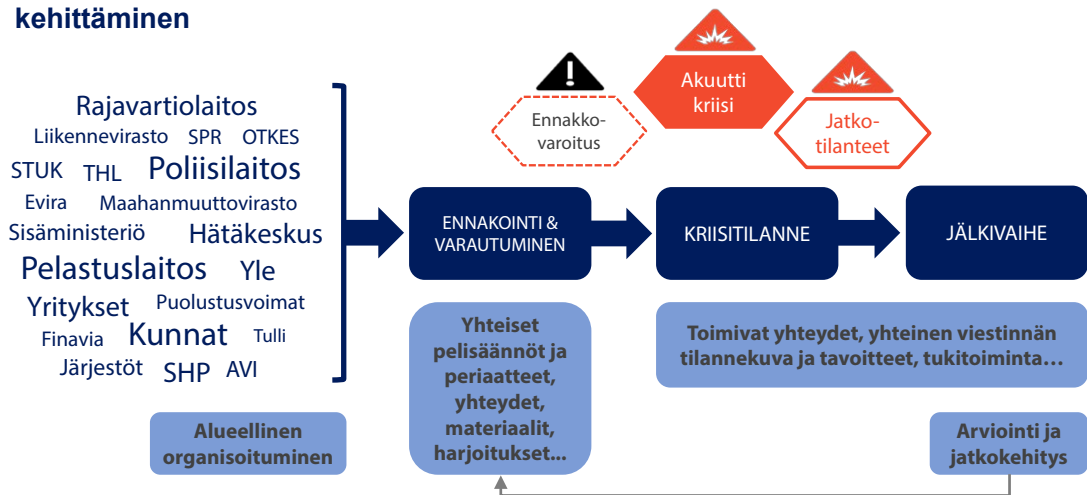 kehittäminen
Rajavartiolaitos
Liikennevirasto SPR OTKES
STUK THL Poliisilaitos
Evira Maahanmuuttovirasto
Sisäministeriö Hätäkeskus
Pelastuslaitos Yle
Yritykset Puolustusvoimat
Finavia Kunnat Tulli
Järjestöt SHP AVI
Alueellinen
organisoituminen
Ennakko-
varoitus
Akuutti
kriisi
Jatko-
tilanteet
ENNAKOINTI &
VARAUTUMINEN
KRIISITILANNE
JÄLKIVAIHE
Yhteiset
pelisäännöt ja
periaatteet,
yhteydet,
materiaalit,
harjoitukset...
Toimivat yhteydet, yhteinen viestinnän
tilannekuva ja tavoitteet, tukitoiminta…
Arviointi ja
jatkokehitys